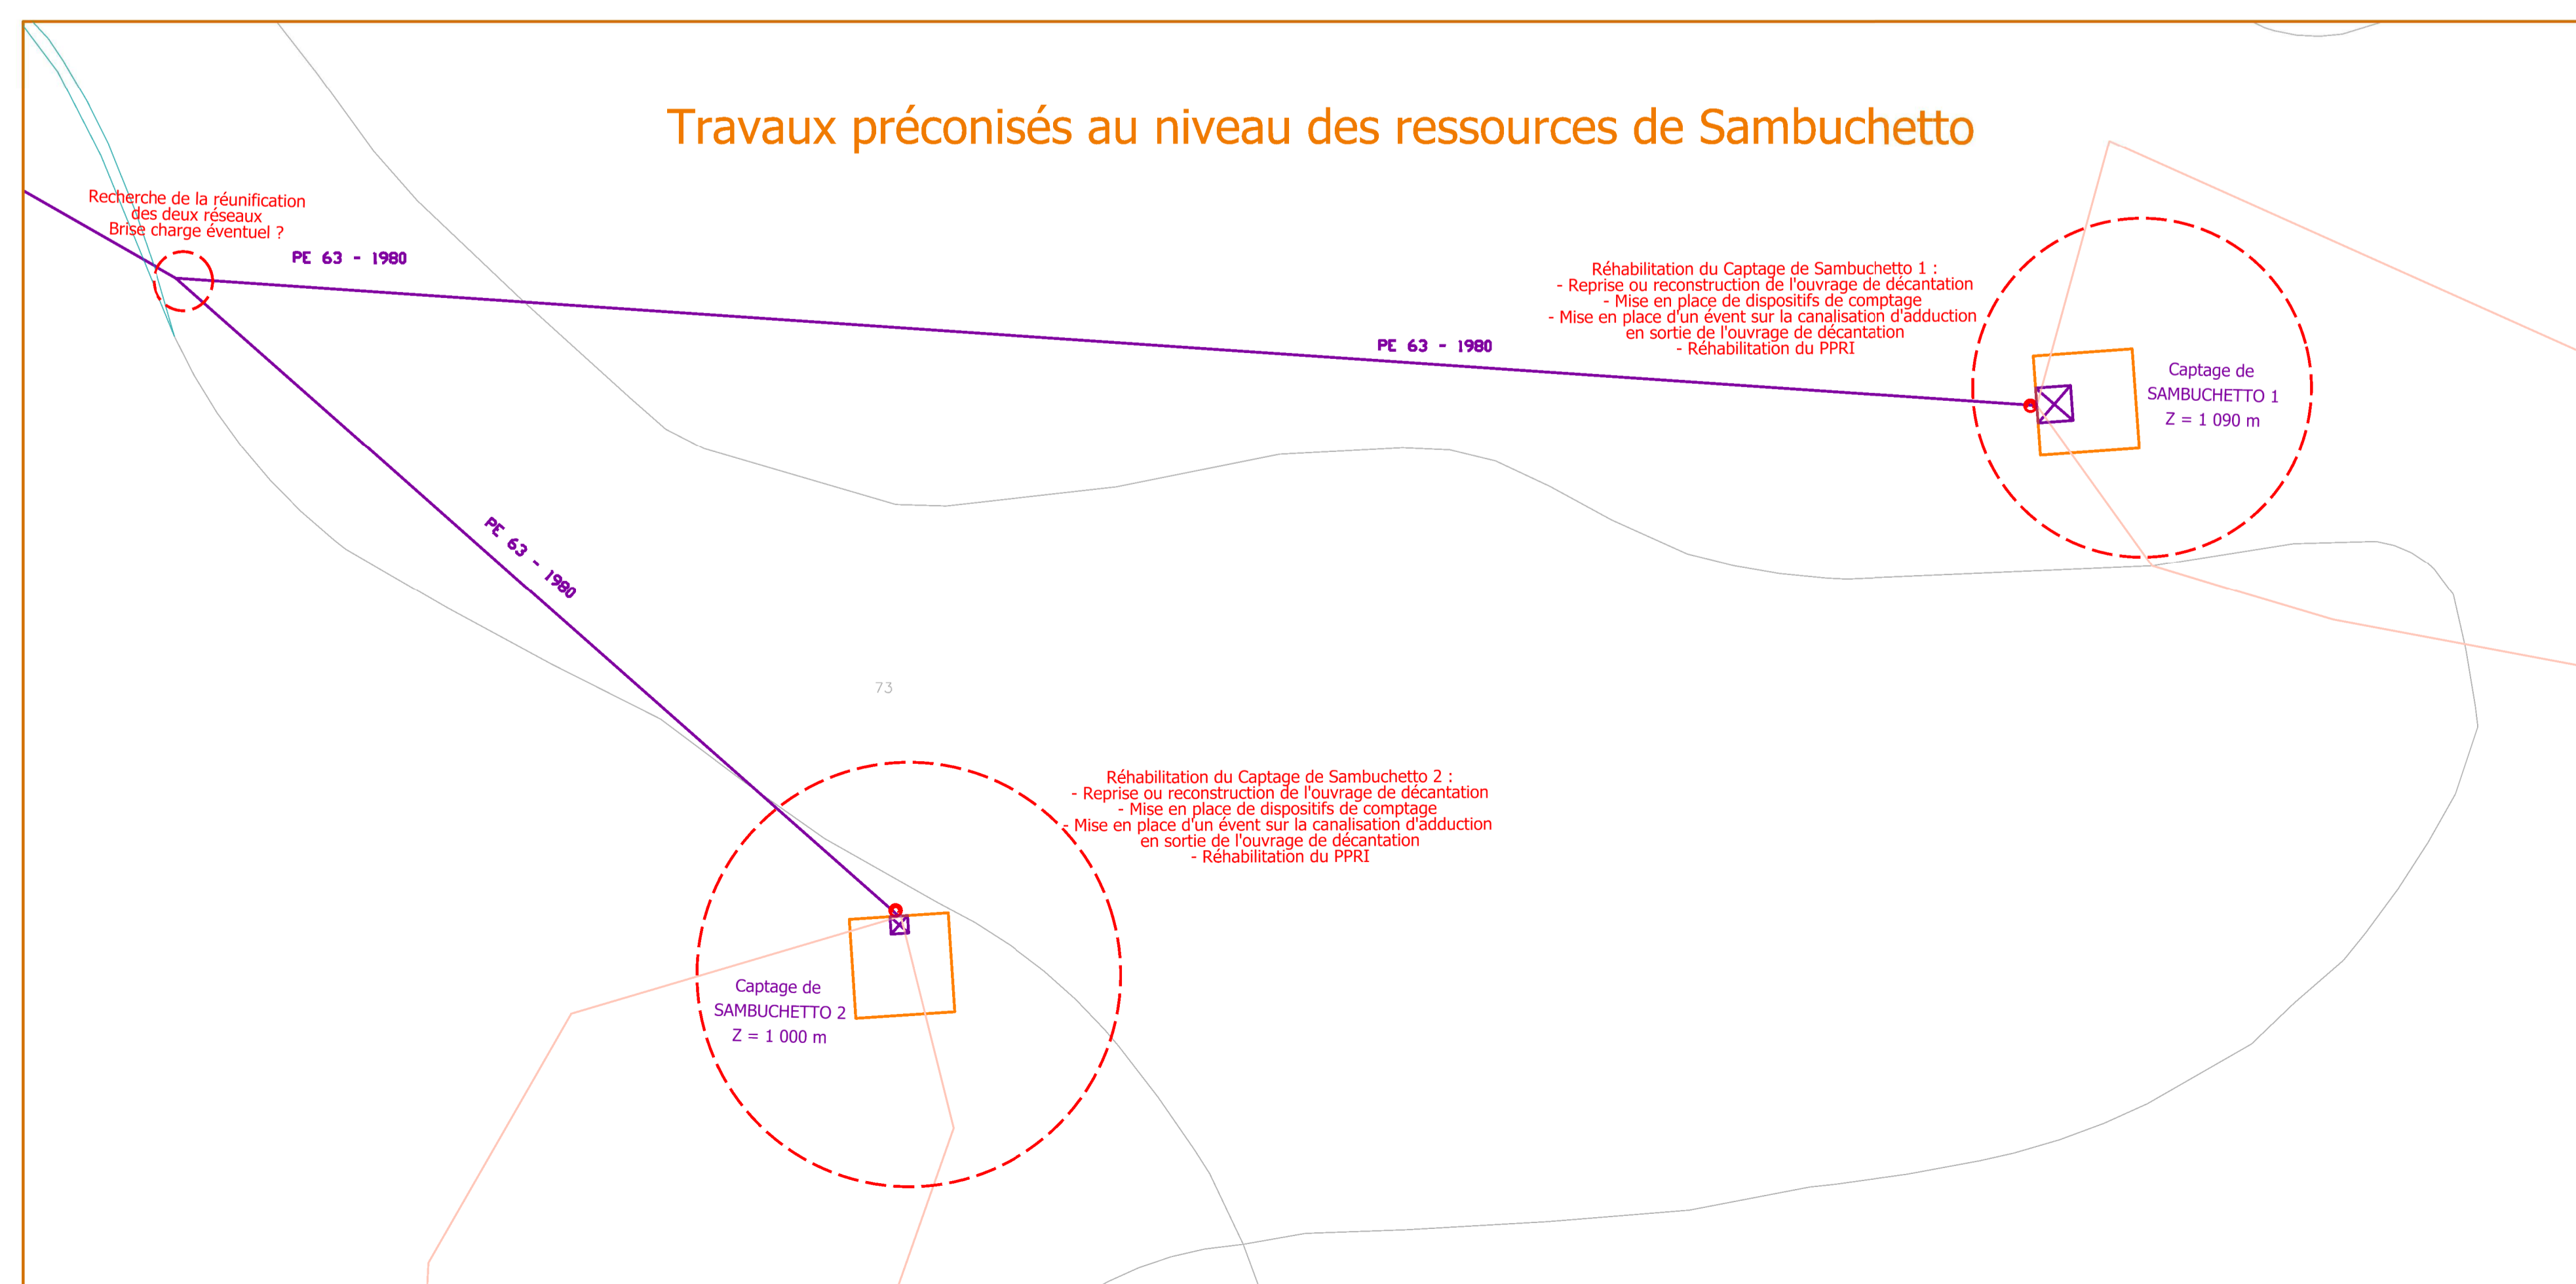 Travaux préconisés au niveau des ressources de Sambuchetto
Recherche de la réunification
des deux réseaux
Brise charge éventuel ?
PE 63 - 1980
Réhabilitation du Captage de Sambuchetto 1 :
- Reprise ou reconstruction de l'ouvrage de décantation
- Mise en place de dispositifs de comptage
- Mise en place d'un évent sur la canalisation d'adduction
en sortie de l'ouvrage de décantation
- Réhabilitation du PPRI
PE 63 - 1980
Captage de
SAMBUCHETTO 1
Z = 1 090 m
PE 63 - 1980
73
Réhabilitation du Captage de Sambuchetto 2 :
- Reprise ou reconstruction de l'ouvrage de décantation
- Mise en place de dispositifs de comptage
- Mise en place d'un évent sur la canalisation d'adduction
en sortie de l'ouvrage de décantation
- Réhabilitation du PPRI
Captage de
SAMBUCHETTO 2
Z = 1 000 m